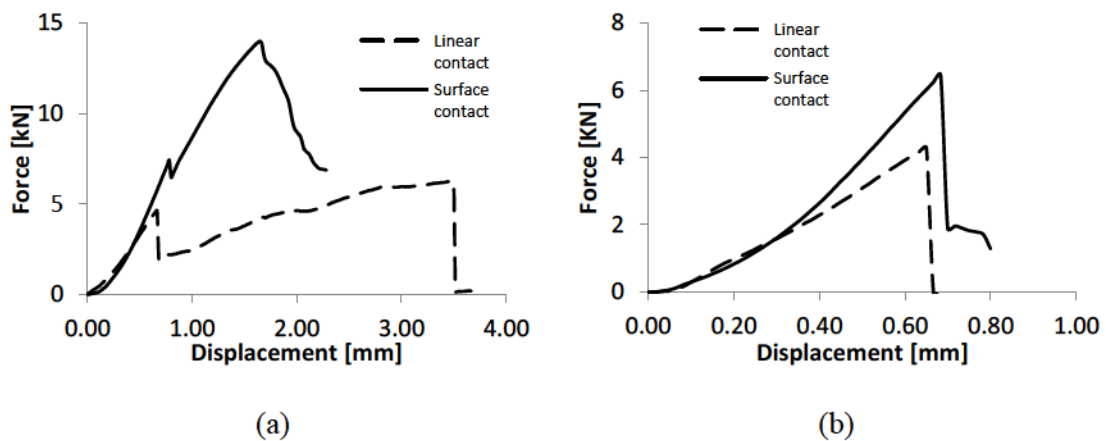 15
10
5
0
Force [kN]
Linear
contact
Surface
contact
0.00 1.00 2.00 3.00 4.00
Displacement [mm]
(a)
8
6
4
2
0
Force [KN]
Linear
contact
Surface
contact
0.00 0.20 0.40 0.60 0.80 1.00
Displacement [mm]
(b)